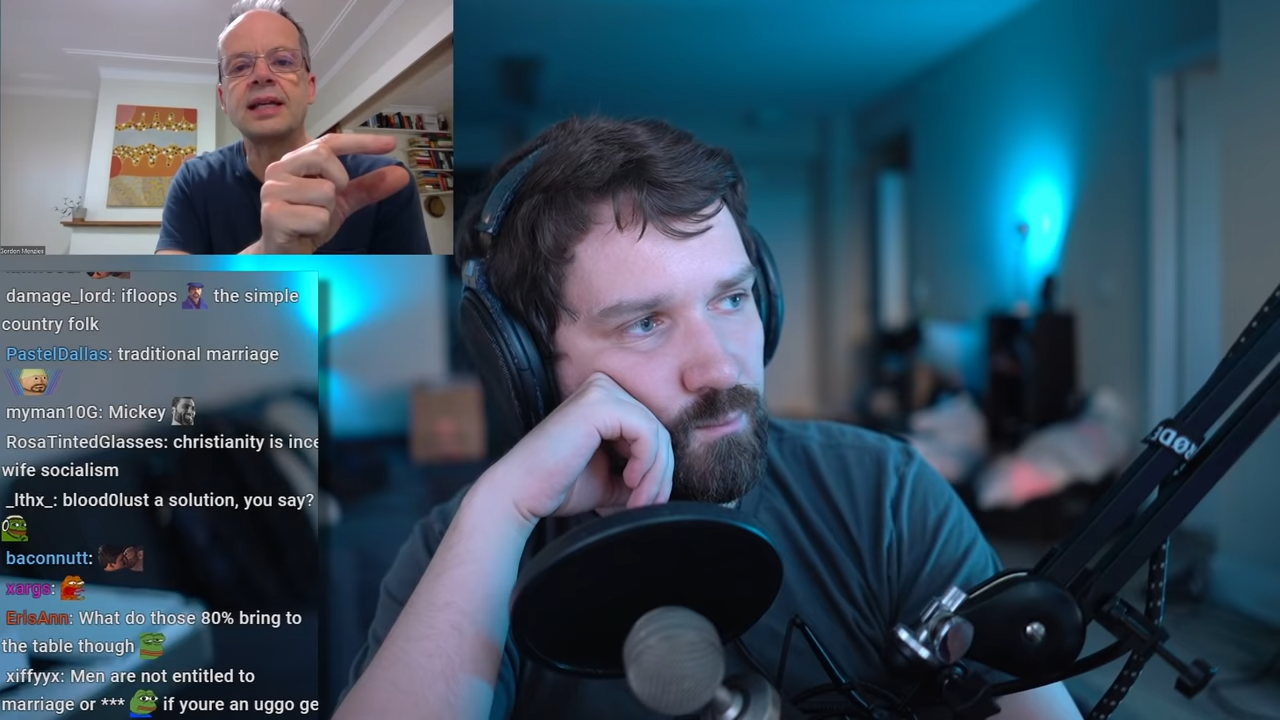 Gordon Menzies
damage_lord: ifloops the simple
country folk
PastelDallas: traditional marriage
myman10G: Mickey
RosaTintedGlasses: christianity is ince
wife socialism
_lthx_: blood0lust a solution, you say?
baconnutt:
xargs:
ErisAnn: What do those 80% bring to
the table though
xiffyyx: Men are not entitled to
marriage or *** if youre an uggo ge
RØDE